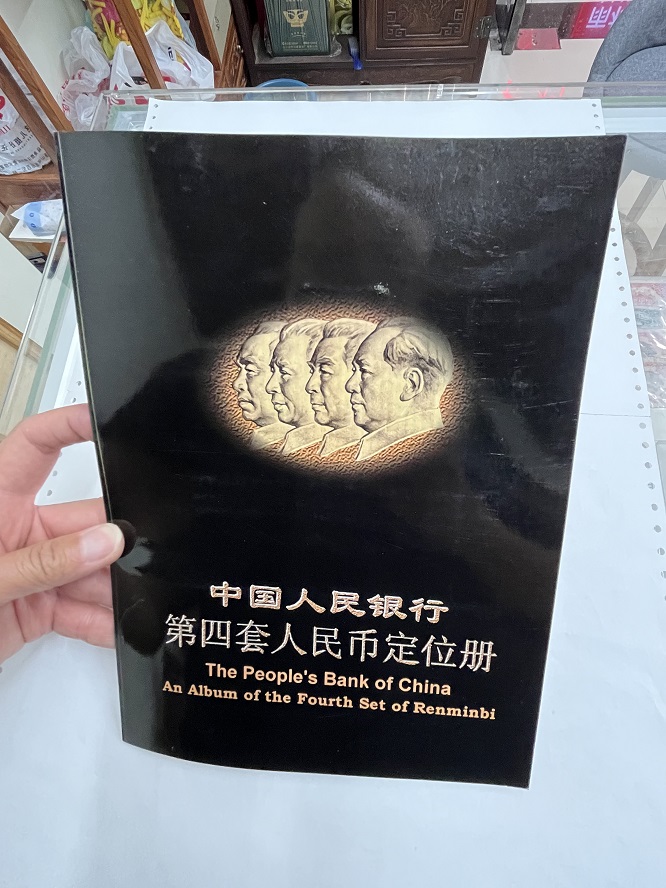 中国人民银行
第四套人民币定位册
The People's Bank of China
An Album of the Fourth Set of Renminbi